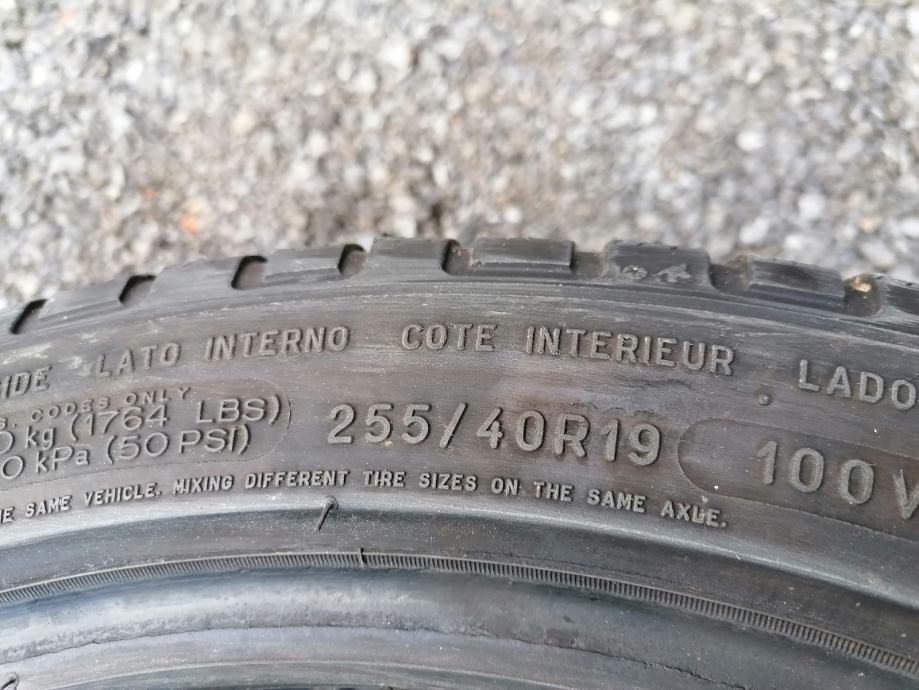 LATO INTERNO COTE INTERIEUR LADO
CODES ONLY
kg (1764 LBS)
kPa (50 PSI)
255/40R19
100V
SAME VEHICLE. MIXING DIFFERENT TIRE SIZES ON THE SAME AXLE.